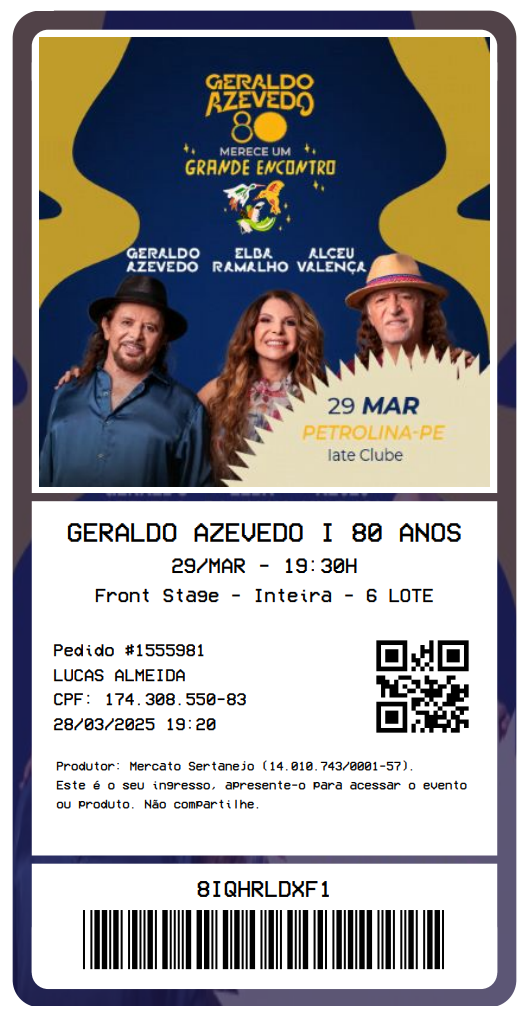 GERALDO
AZEVEDO
80
MERECE UM
GRANDE ENCONTRO
GERALDO AZEVEDO
ELBA RAMALHO
ALCEU VALENÇA
29 MAR
PETROLINA-PE
Iate Clube
GERALDO AZEVEDO I 80 ANOS
29/MAR - 19:30H
Front Stage - Inteira - 6 LOTE
Pedido #1555981
LUCAS ALMEIDA
CPF: 174.308.550-83
28/03/2025 19:20
Produtor: Mercato Sertanejo (14.010.743/0001-57).
Este é o seu ingresso, apresente-o para acessar o evento
ou produto. Não compartilhe.
8IQHRLDXF1